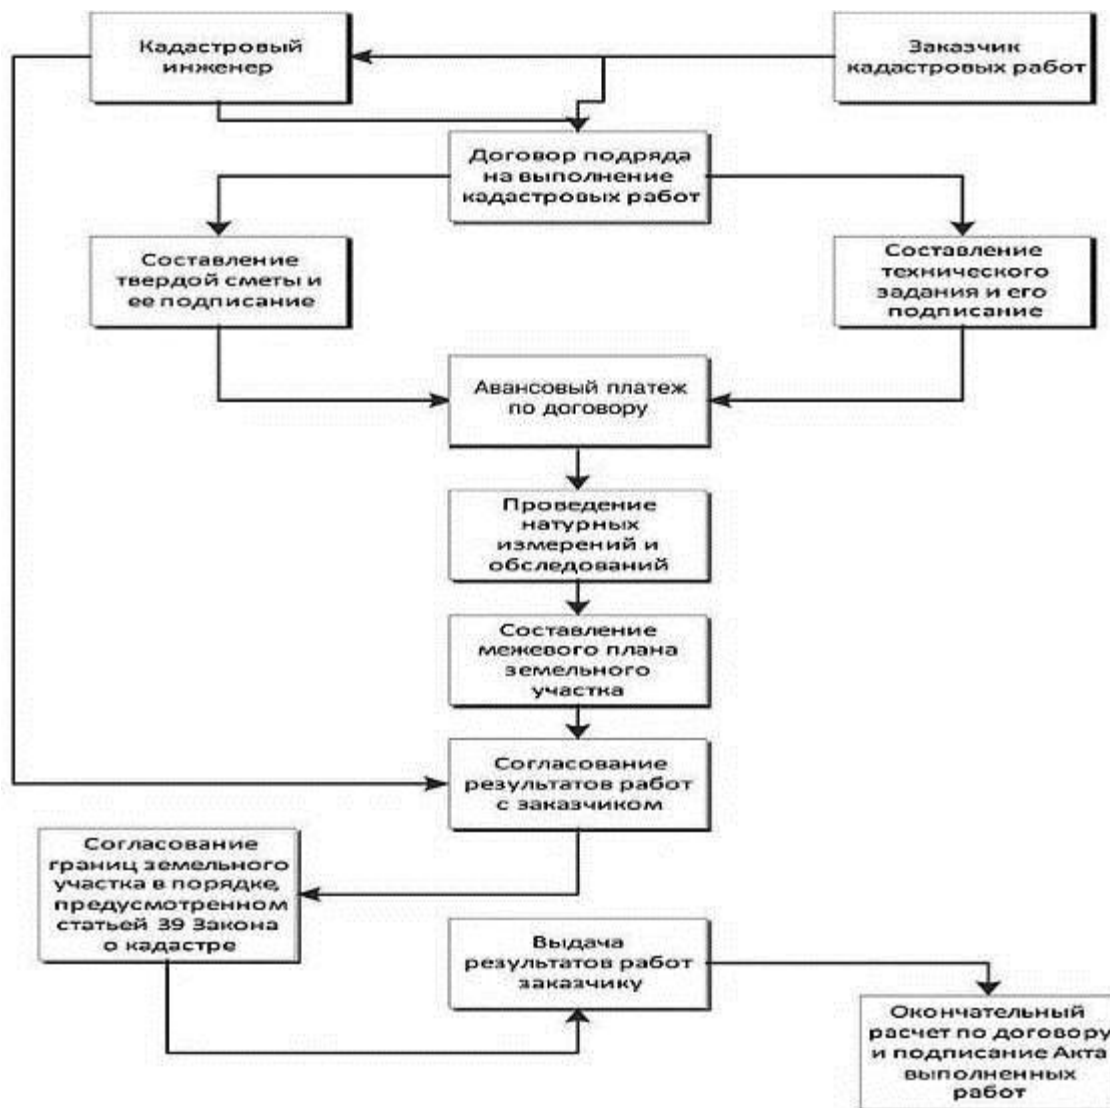 Кадастровый
инженер
Заказчик
кадастровых работ
Договор подряда
на выполнение
кадастровых работ
Составление
твердой сметы и
ее подписание
Составление
технического
задания и его
подписание
Авансовый платеж
по договору
Проведение
натурных
измерений и
обследований
Составление
межевого плана
земельного
участка
Согласование
результатов работ
с заказчиком
Согласование
границ земельного
участка в порядке,
предусмотренном
статьей 39 Закона
о кадастре
Выдача
результатов работ
заказчику
Окончательный
расчет по договору
и подписание Акта
выполненных
работ